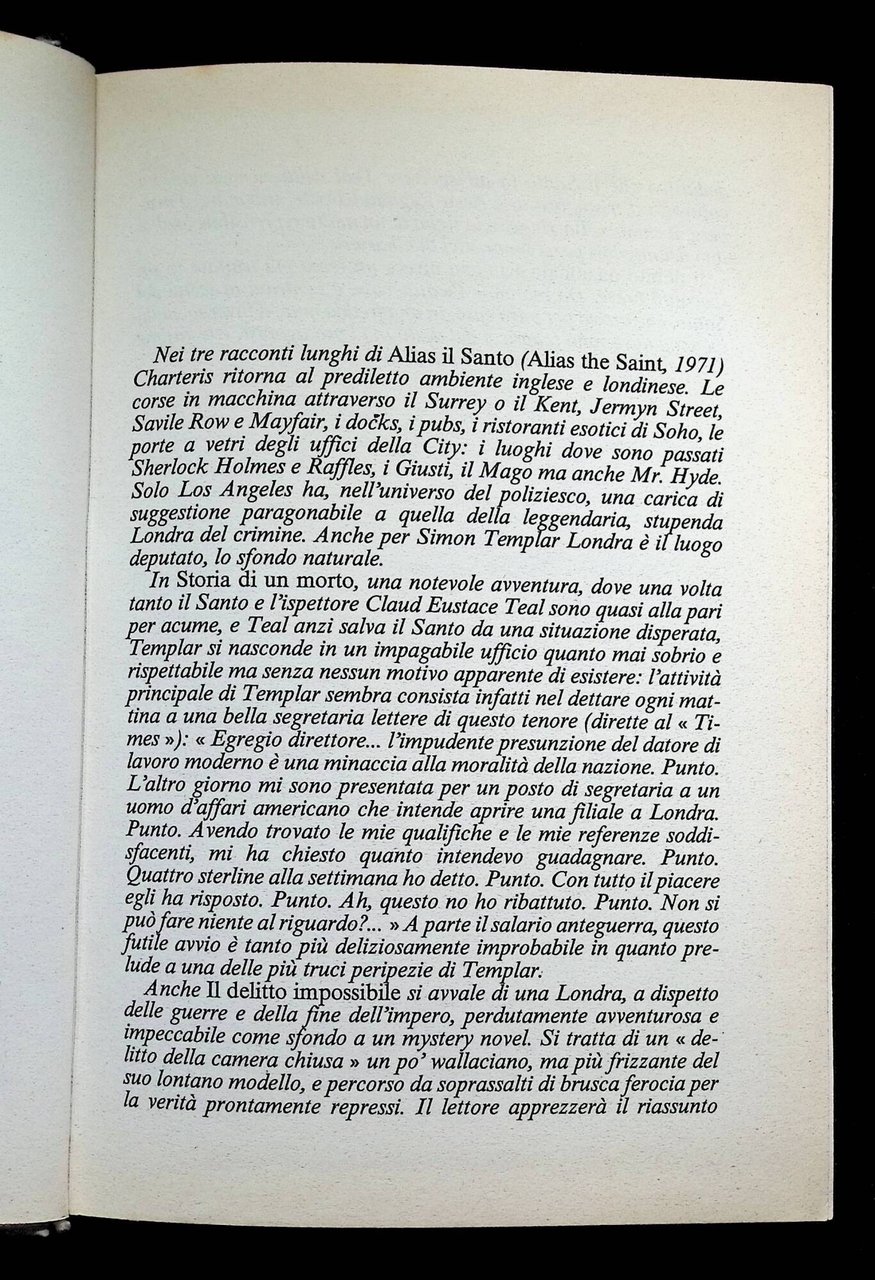 Nei tre racconti lunghi di Alias il Santo (Alias the Saint, 1971)
Charteris ritorna al prediletto ambiente inglese e londinese. Le
corse in macchina attraverso il Surrey o il Kent, Jermyn Street,
Savile Row e Mayfair, i docks, i pubs, i ristoranti esotici di Soho, le
porte a vetri degli uffici della City: i luoghi dove sono passati
Sherlock Holmes e Raffles, i Giusti, il Mago ma anche Mr. Hyde.
Solo Los Angeles ha, nell'universo del poliziesco, una carica di
suggestione paragonabile a quella della leggendaria, stupenda
Londra del crimine. Anche per Simon Templar Londra è il luogo
deputato, lo sfondo naturale.
In Storia di un morto, una notevole avventura, dove una volta
tanto il Santo e l'ispettore Claud Eustace Teal sono quasi alla pari
per acume, e Teal anzi salva il Santo da una situazione disperata,
Templar si nasconde in un impagabile ufficio quanto mai sobrio e
rispettabile ma senza nessun motivo apparente di esistere: l'attività
principale di Templar sembra consista infatti nel dettare ogni mat-
tina a una bella segretaria lettere di questo tenore (dirette al « Ti-
mes »): « Egregio direttore... l'impudente presunzione del datore di
lavoro moderno è una minaccia alla moralità della nazione. Punto.
L'altro giorno mi sono presentata per un posto di segretaria a un
uomo d'affari americano che intende aprire una filiale a Londra.
Punto. Avendo trovato le mie qualifiche e le mie referenze soddi-
sfacenti, mi ha chiesto quanto intendevo guadagnare. Punto.
Quattro sterline alla settimana ho detto. Punto. Con tutto il piacere
egli ha risposto. Punto. Ah, questo no ho ribattuto. Punto. Non si
può fare niente al riguardo?... » A parte il salario anteguerra, questo
futile avvio è tanto più deliziosamente improbabile in quanto pre-
lude a una delle più truci peripezie di Templar.
Anche Il delitto impossibile si avvale di una Londra, a dispetto
delle guerre e della fine dell'impero, perdutamente avventurosa e
impeccabile come sfondo a un mystery novel. Si tratta di un « de-
litto della camera chiusa » un po' wallaciano, ma più frizzante del
suo lontano modello, e percorso da soprassalti di brusca ferocia per
la verità prontamente repressi. Il lettore apprezzerà il riassunto